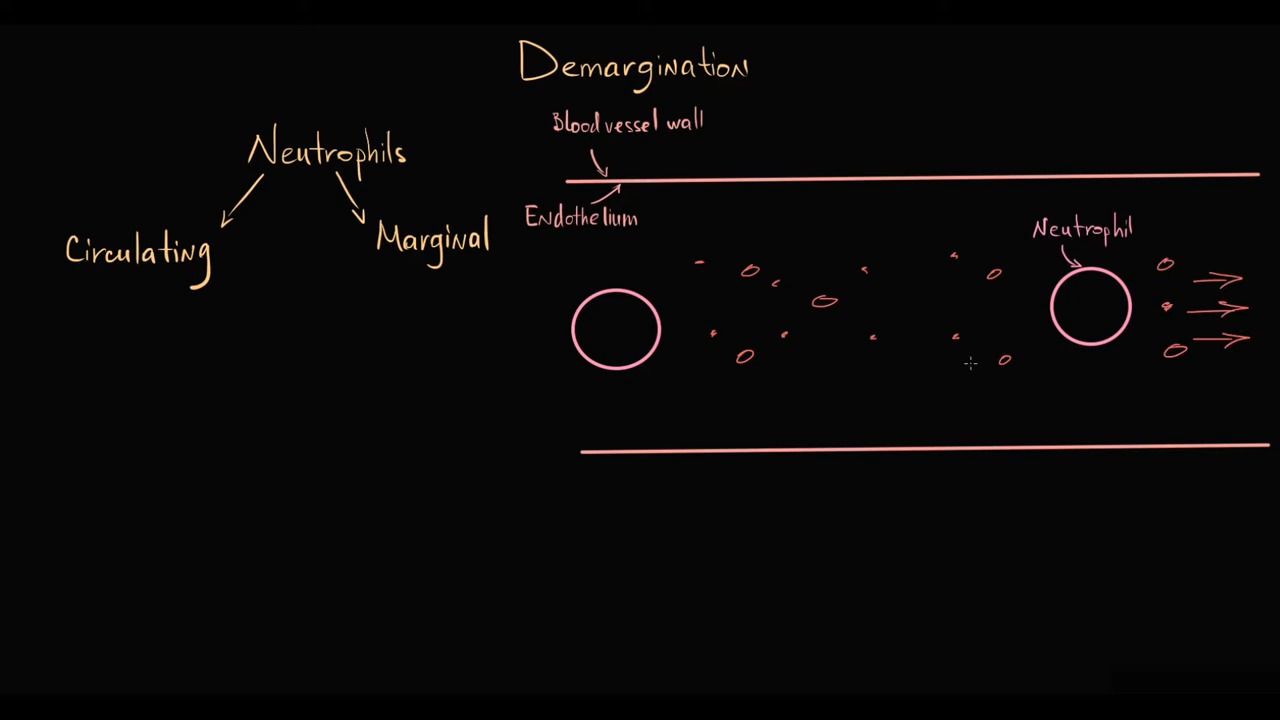 Demargination
Neutrophils
Circulating
Marginal
Blood vessel wall
Endothelium
Neutrophil